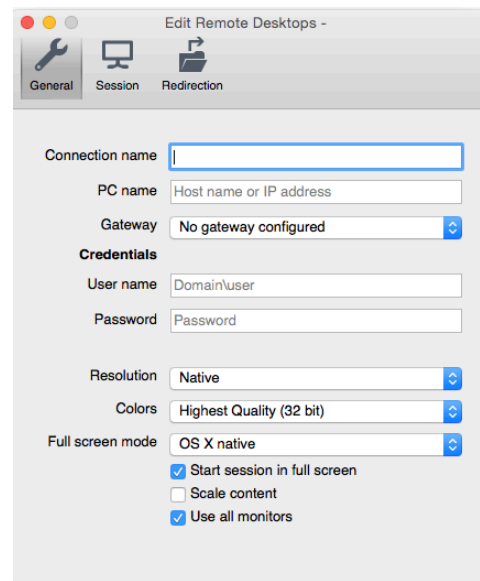 Edit Remote Desktops -
General Session Redirection
Connection name
PC name Host name or IP address
Gateway No gateway configured
Credentials
User name Domain\user
Password Password
Resolution Native
Colors Highest Quality (32 bit)
Full screen mode OS X native
Start session in full screen
Scale content
Use all monitors